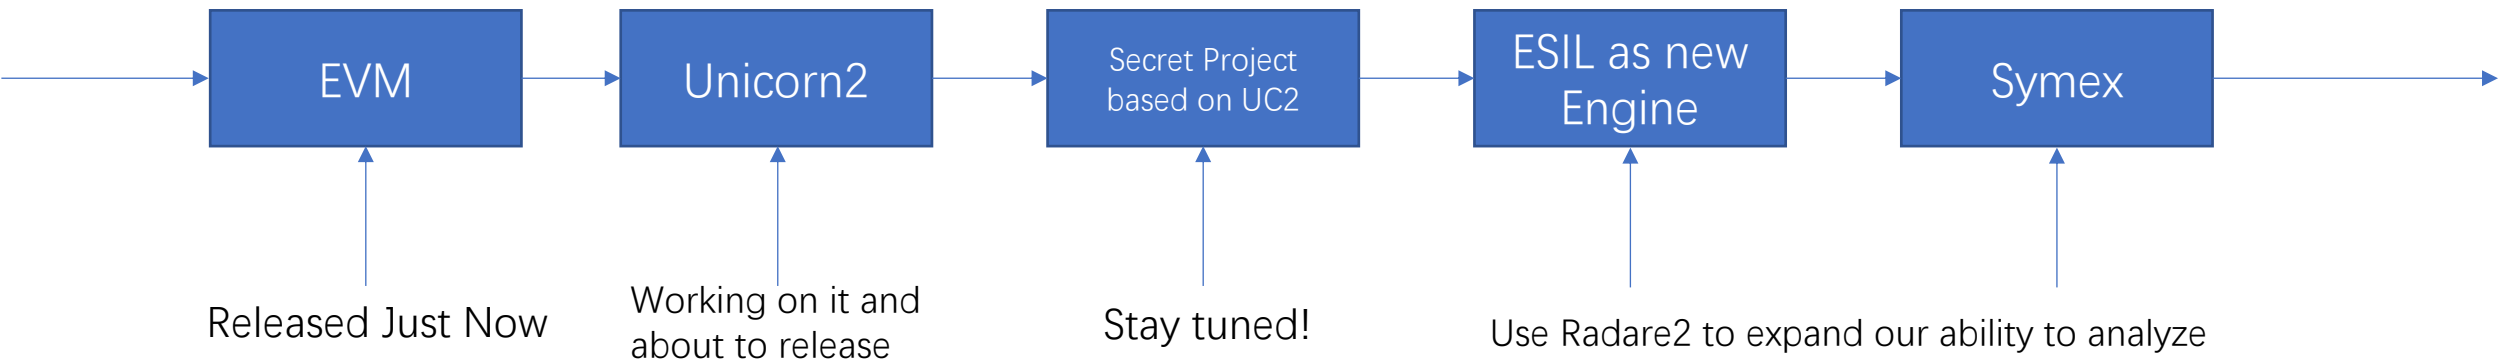 EVM
Unicorn2
Secret Project
based on UC2
ESIL as new
Engine
Symex
Released Just Now
Working on it and
about to release
Stay tuned!
Use Radare2 to expand our ability to analyze